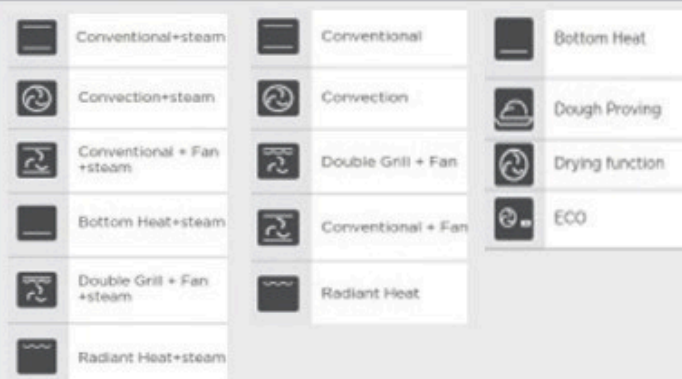 Conventional+steam
Convection+steam
Conventional + Fan
+steam
Bottom Heat+steam
Double Grill + Fan
+steam
Radiant Heat+steam
Conventional
Convection
Double Grill + Fan
Conventional + Fan
Radiant Heat
Bottom Heat
Dough Proving
Drying function
ECO